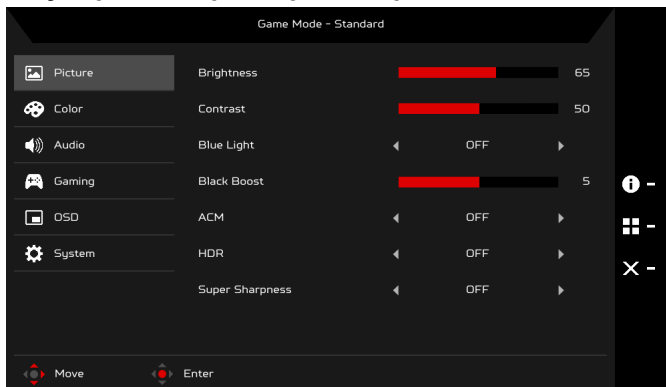 Game Mode - Standard
Picture
Brightness 65
Color
Contrast 50
Audio
Blue Light OFF
Gaming
Black Boost 5
OSD
ACM OFF
System
HDR OFF
Super Sharpness OFF
Move Enter